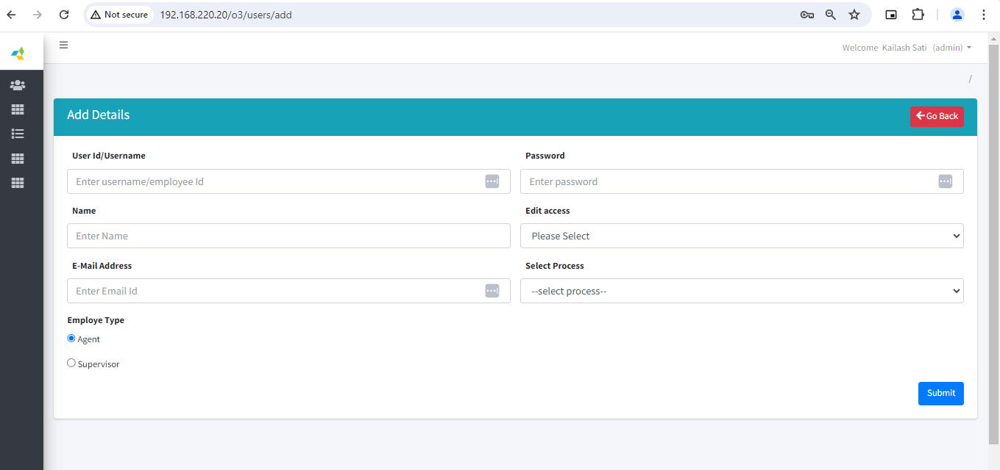 Not secure 192.168.220.20/o3/users/add
Welcome Kailash Sati (admin)
/
Add Details
Go Back
User Id/Username
Password
Enter username/employee Id
Enter password
Name
Edit access
Enter Name
Please Select
E-Mail Address
Select Process
Enter Email Id
--select process--
Employe Type
Agent
Supervisor
Submit